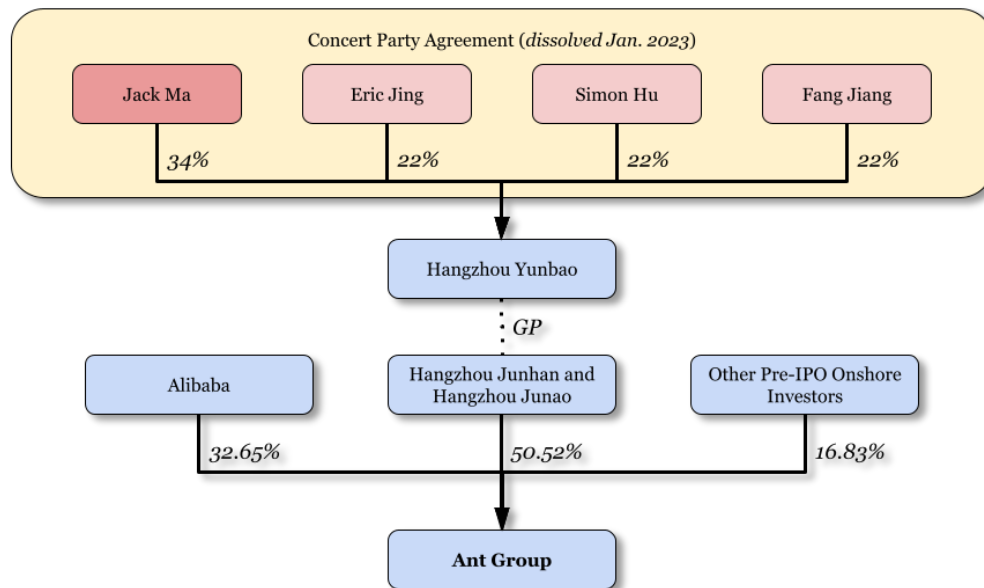 Concert Party Agreement (dissolved Jan. 2023)
Jack Ma
Eric Jing
Simon Hu
Fang Jiang
34%
22%
22%
22%
Hangzhou Yunbao
GP
Alibaba
Hangzhou Junhan and
Hangzhou Junao
Other Pre-IPO Onshore
Investors
32.65%
50.52%
16.83%
Ant Group